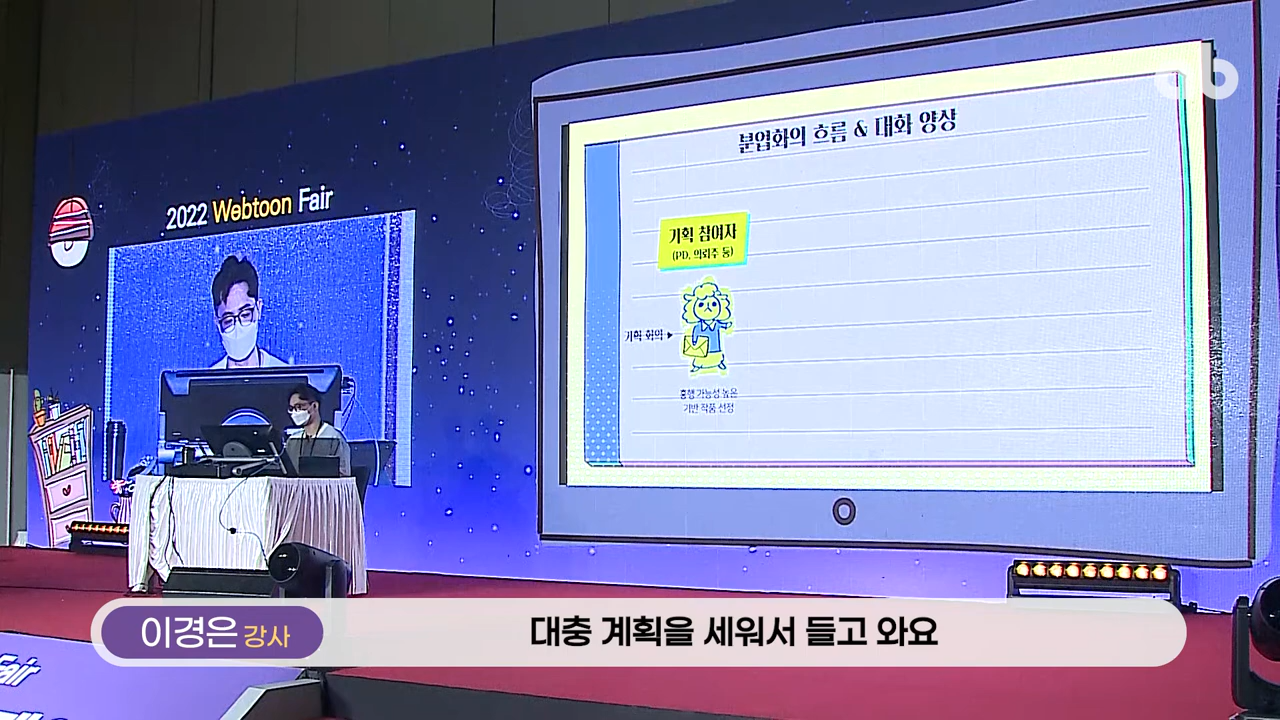 분업화의 흐름 & 대화 양상
2022 Webtoon Fair
기획 참여자
(PD, 의뢰주 등)
기획 회의 ▶
흥행 가능성 높은
기반 작품 선정
이경은 강사
대충 계획을 세워서 들고 와요
Fair